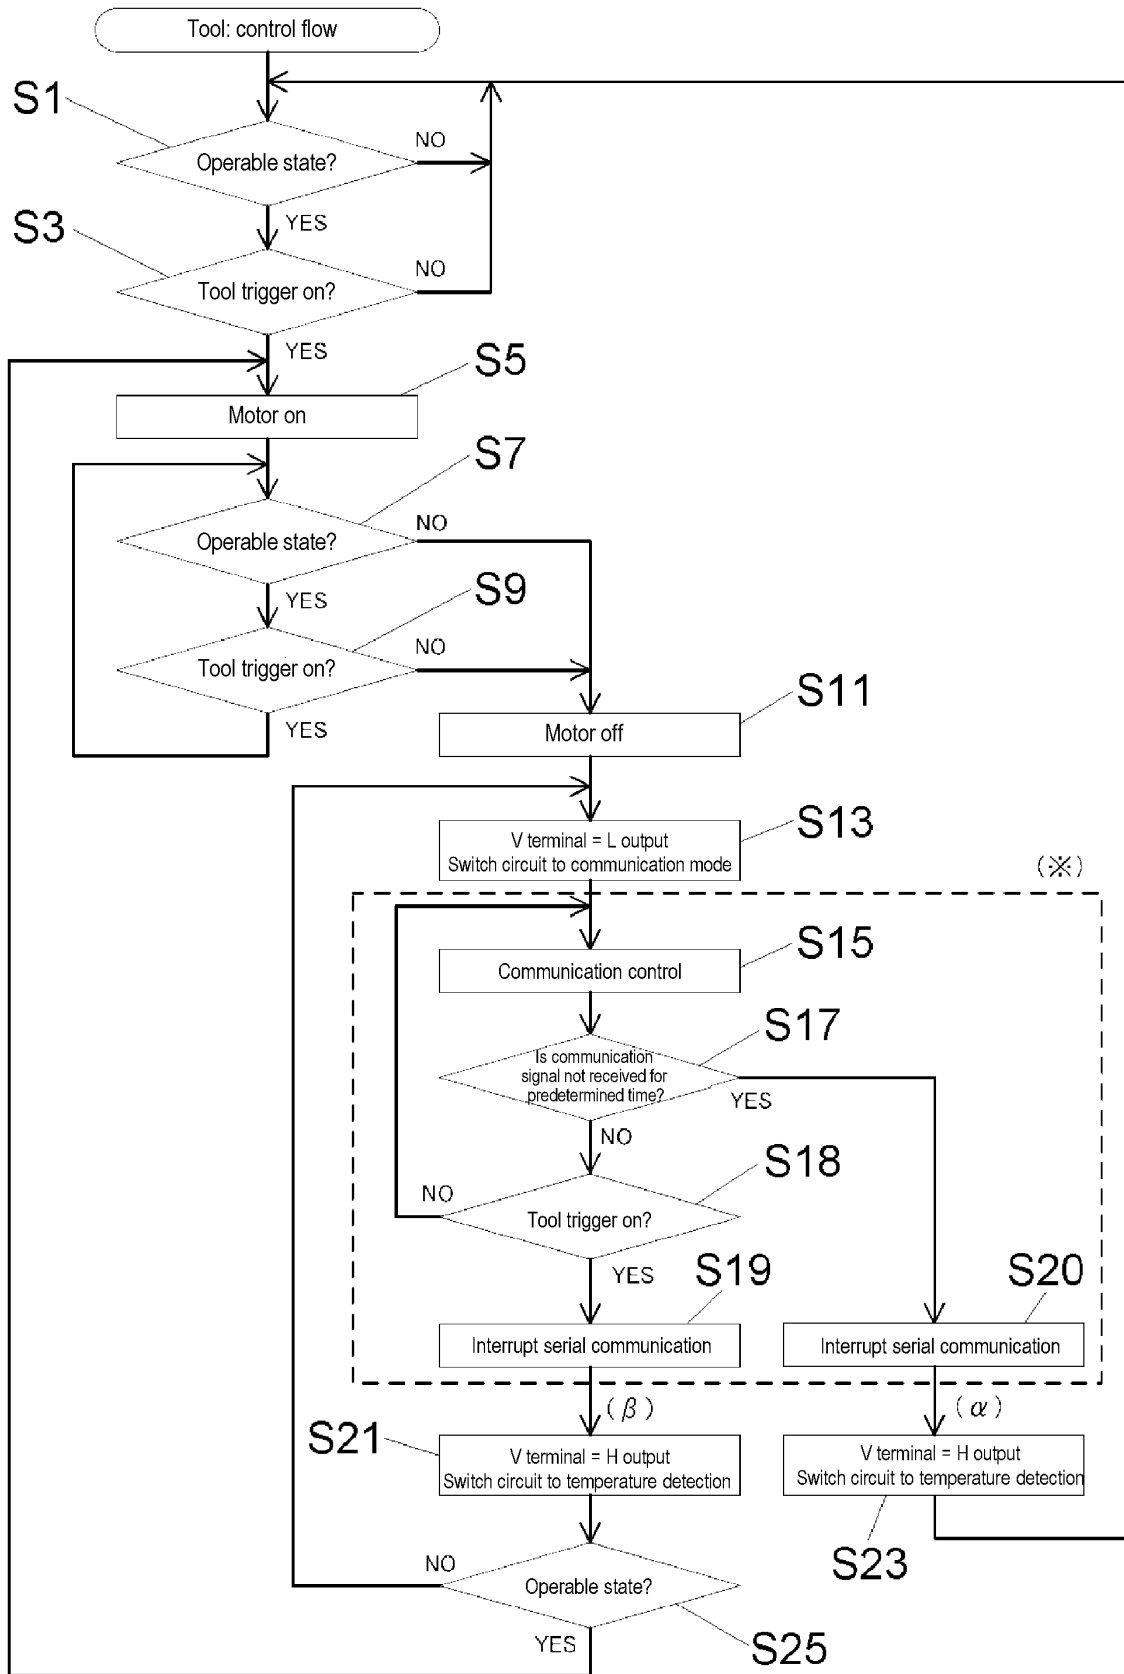 Tool: control flow
S1
NO
Operable state?
YES
S3
NO
Tool trigger on?
YES
S5
Motor on
S7
NO
Operable state?
YES
S9
NO
Tool trigger on?
YES
S11
Motor off
S13
V terminal = L output
Switch circuit to communication mode
(※)
S15
Communication control
S17
Is communication
signal not received for
predetermined time?
YES
NO
S18
NO
Tool trigger on?
YES
S19
S20
Interrupt serial communication
Interrupt serial communication
(β)
(α)
S21
V terminal = H output
Switch circuit to temperature detection
V terminal = H output
Switch circuit to temperature detection
S23
NO
Operable state?
YES
S25